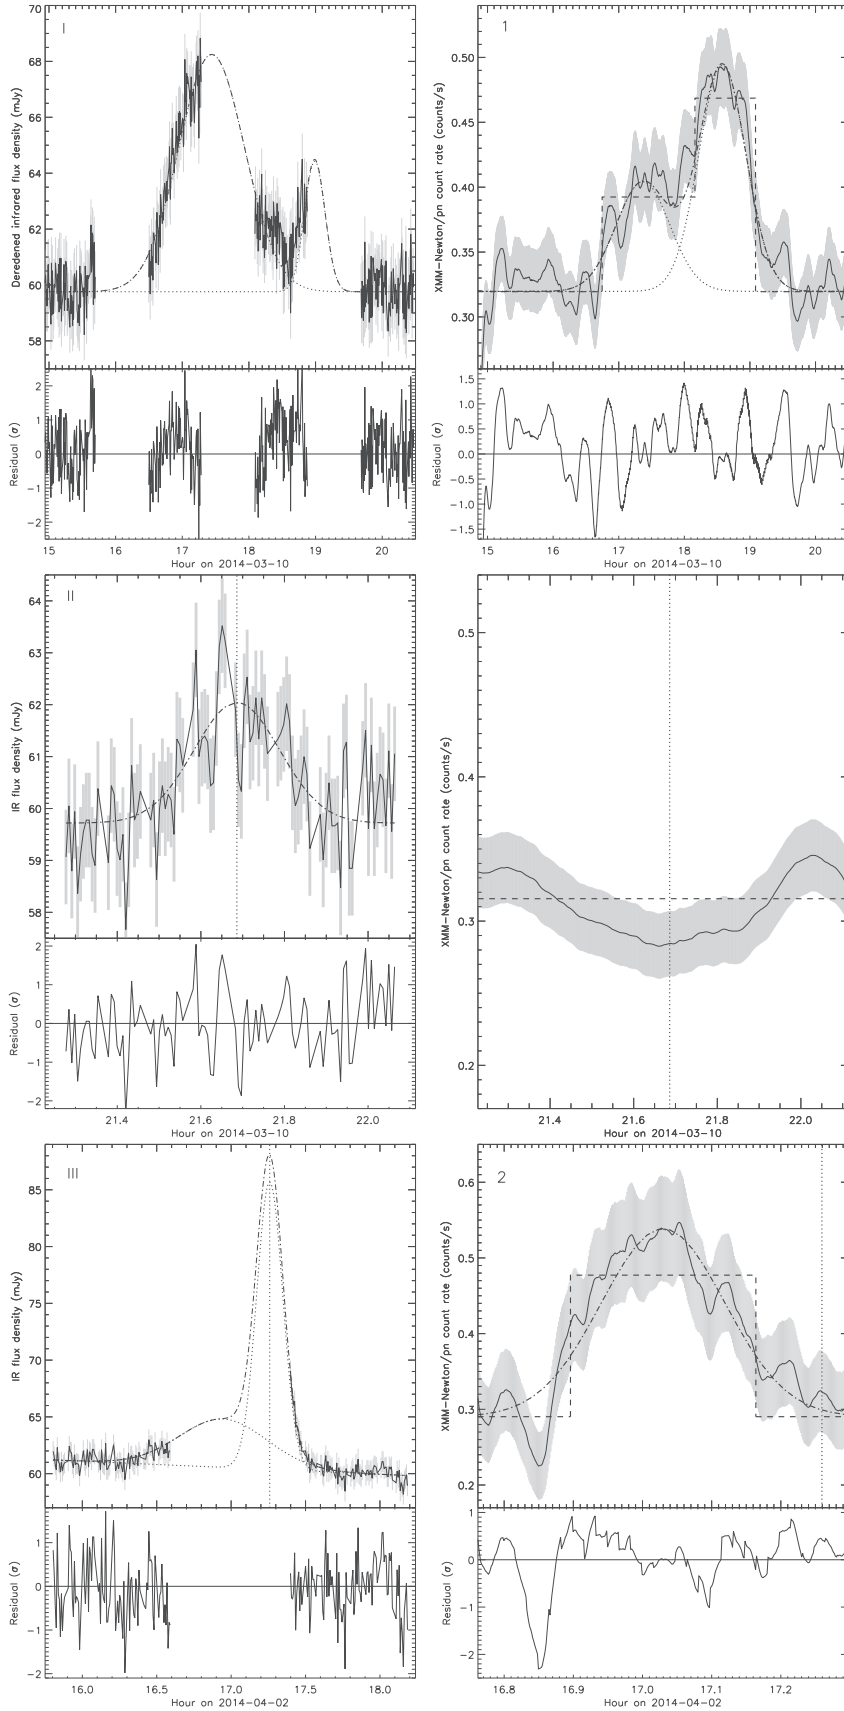 I
Deredened infrared flux density (mJy)
70
68
66
64
62
60
58
Residual (σ)
2
1
0
-1
-2
15 16 17 18 19 20
Hour on 2014-03-10
1
XMM-Newton/pn count rate (counts/s)
0.50
0.45
0.40
0.35
0.30
Residual (σ)
1.5
1.0
0.5
0.0
-0.5
-1.0
-1.5
15 16 17 18 19 20
Hour on 2014-03-10
II
IR flux density (mJy)
64
63
62
61
60
59
58
Residual (σ)
2
1
0
-1
-2
21.4 21.6 21.8 22.0
Hour on 2014-03-10
XMM-Newton/pn count rate (counts/s)
0.5
0.4
0.3
0.2
21.4 21.6 21.8 22.0
Hour on 2014-03-10
III
IR flux density (mJy)
85
80
75
70
65
60
Residual (σ)
1
0
-1
-2
16.0 16.5 17.0 17.5 18.0
Hour on 2014-04-02
2
XMM-Newton/pn count rate (counts/s)
0.6
0.5
0.4
0.3
0.2
Residual (σ)
1
0
-1
-2
16.8 16.9 17.0 17.1 17.2
Hour on 2014-04-02